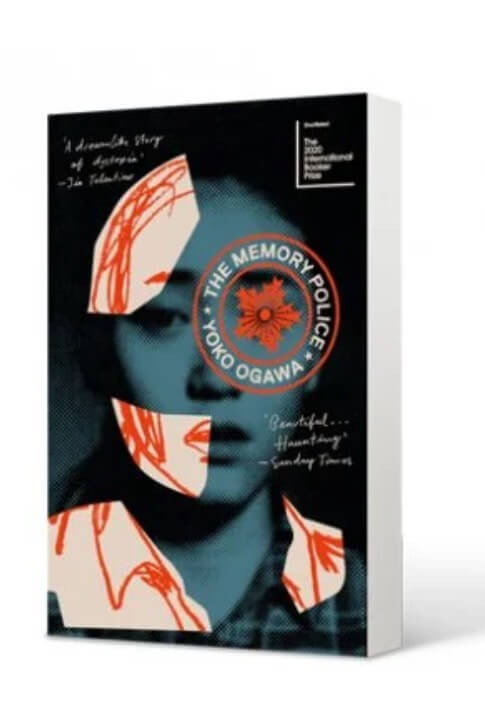 'A dreamlike story
of dystopia'
—Jia Tolentino
Shortlisted
The
2020
International
Booker
Prize
THE MEMORY POLICE
YOKO OGAWA
'Beautiful...
Haunting'
—Sunday Times